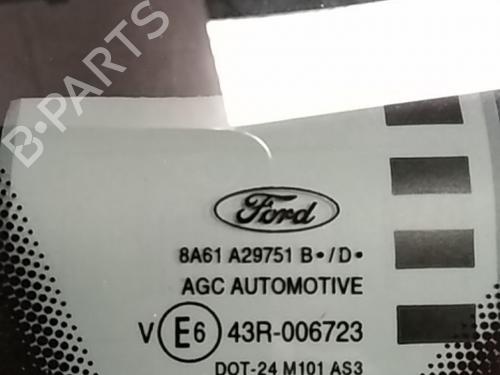 B-PARTS
Ford
8A61 A29751 B• /D•
AGC AUTOMOTIVE
V E6 43R-006723
DOT-24 M101 AS3